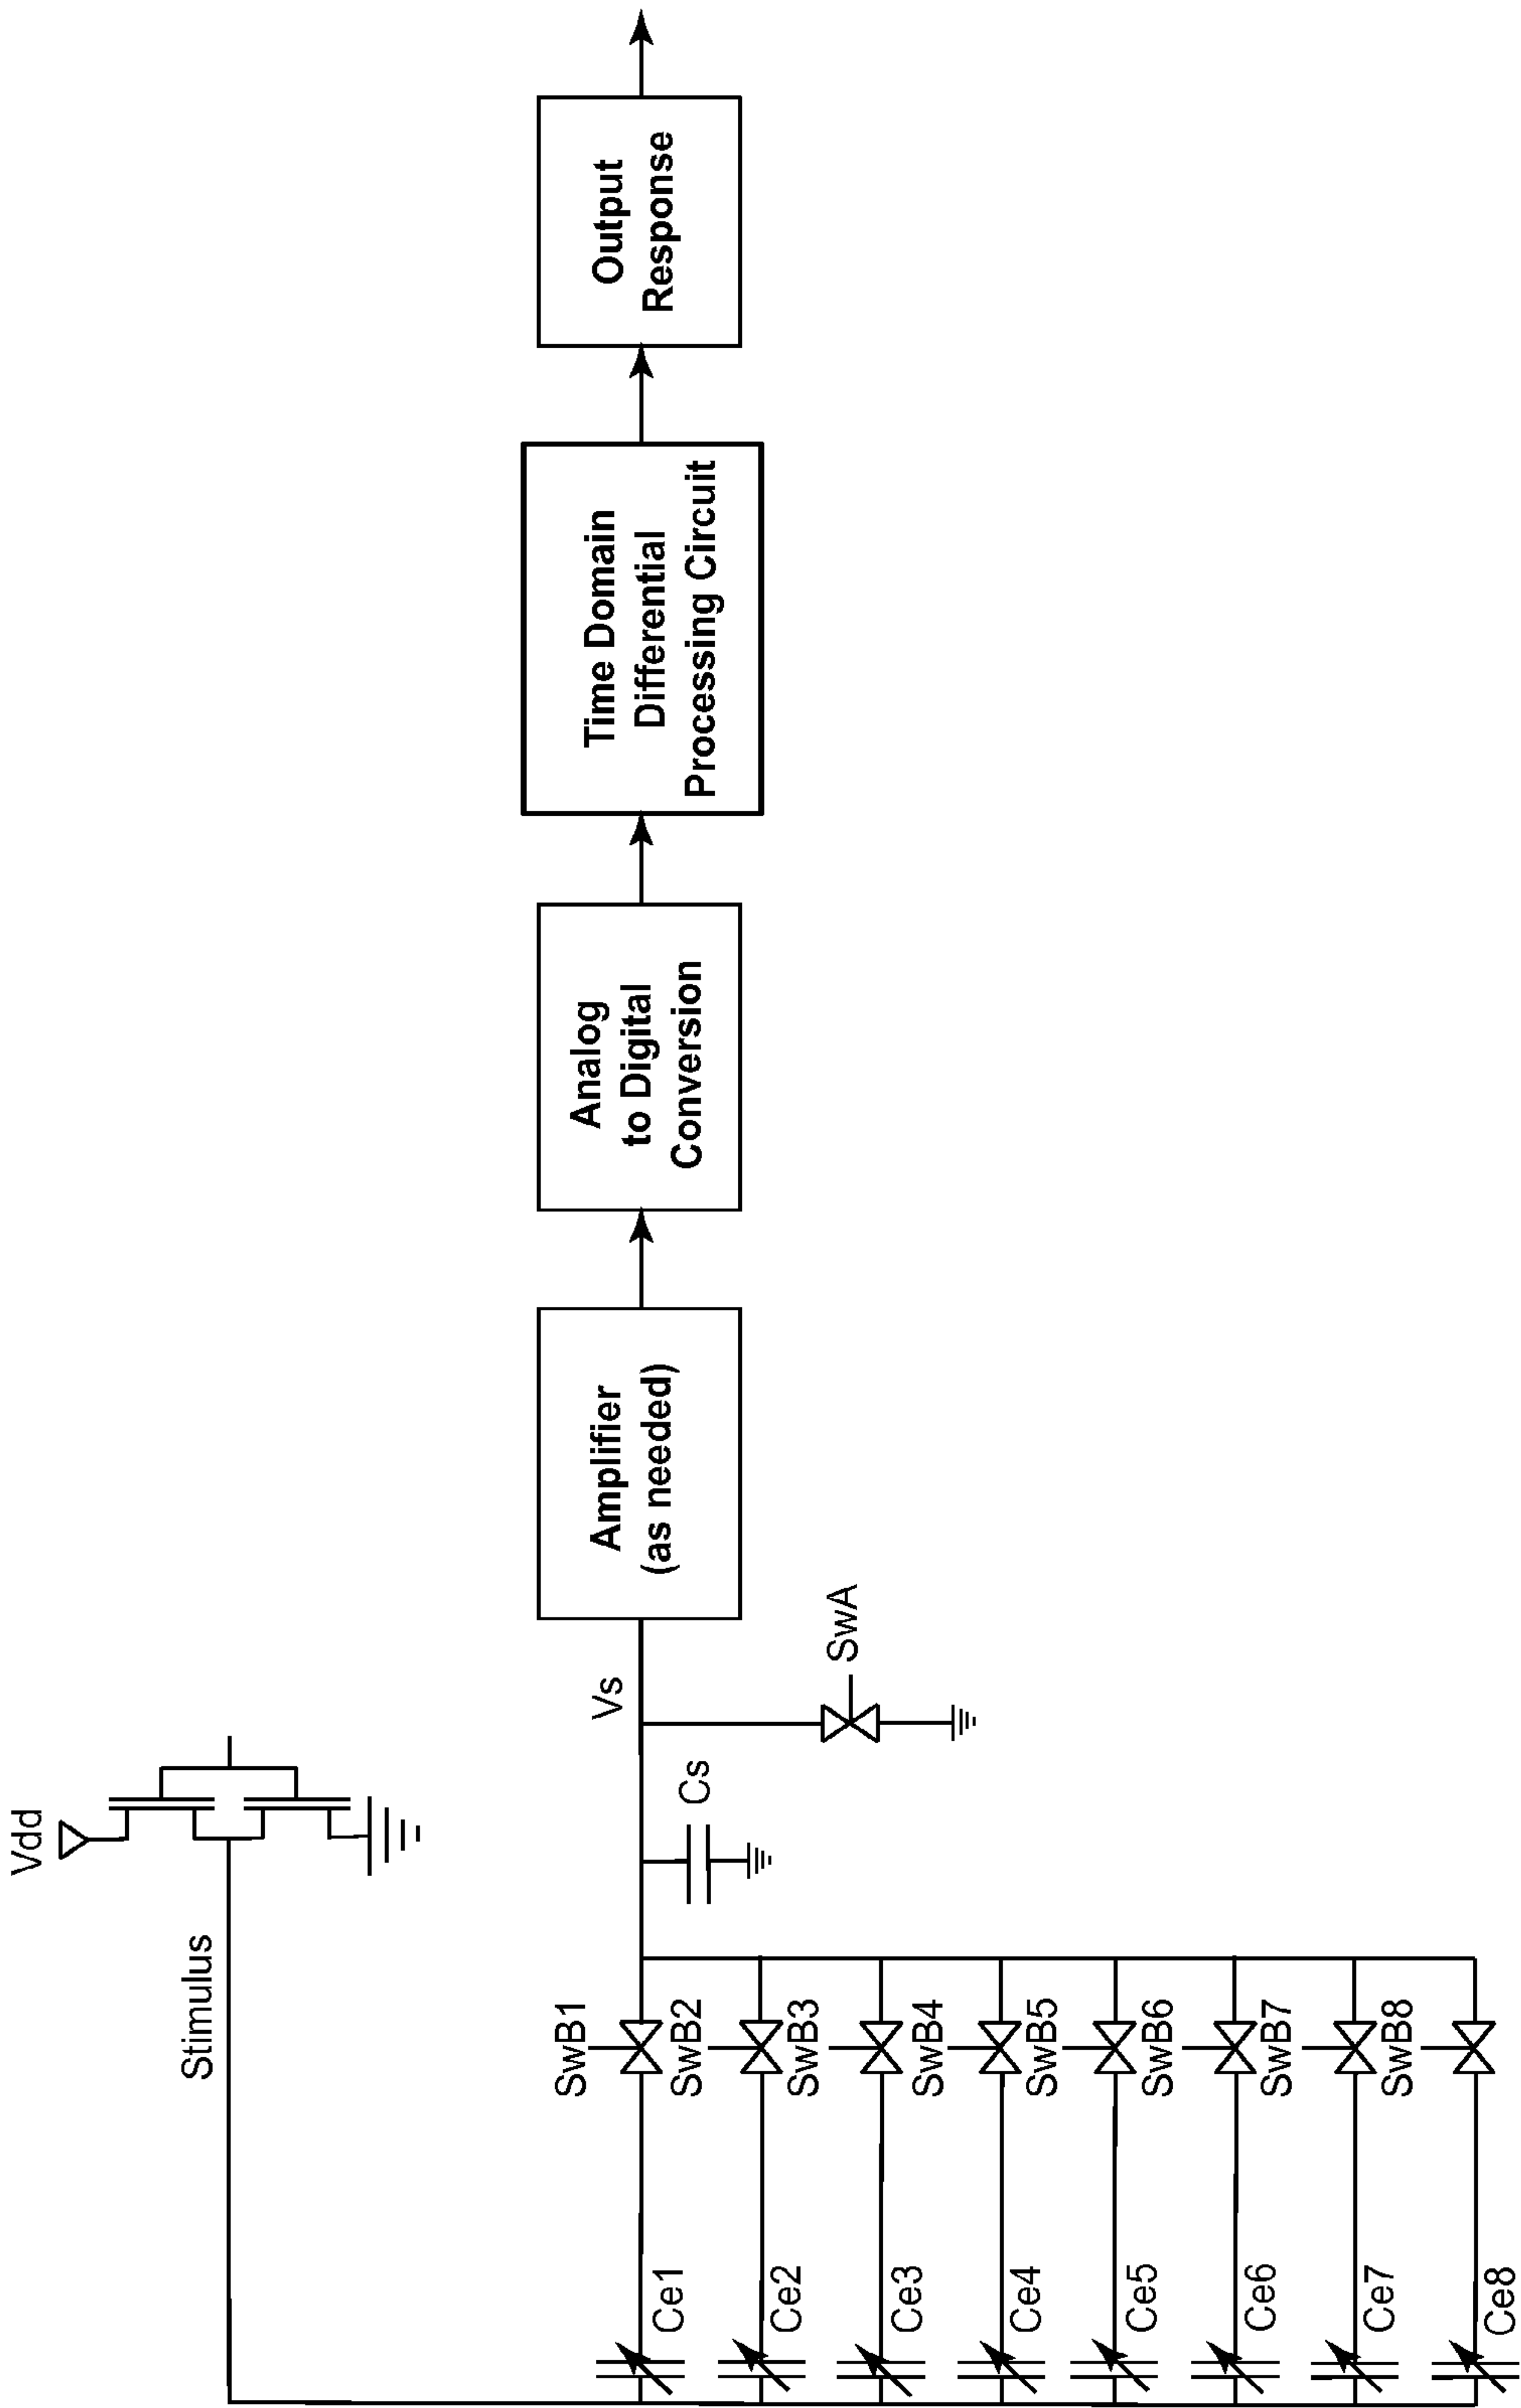 Vdd
Stimulus
SwB1
SwB2
SwB3
SwB4
SwB5
SwB6
SwB7
SwB8
Ce1
Ce2
Ce3
Ce4
Ce5
Ce6
Ce7
Ce8
Cs
Vs
SwA
Amplifier
(as needed)
Analog
to Digital
Conversion
Time Domain
Differential
Processing Circuit
Output
Response